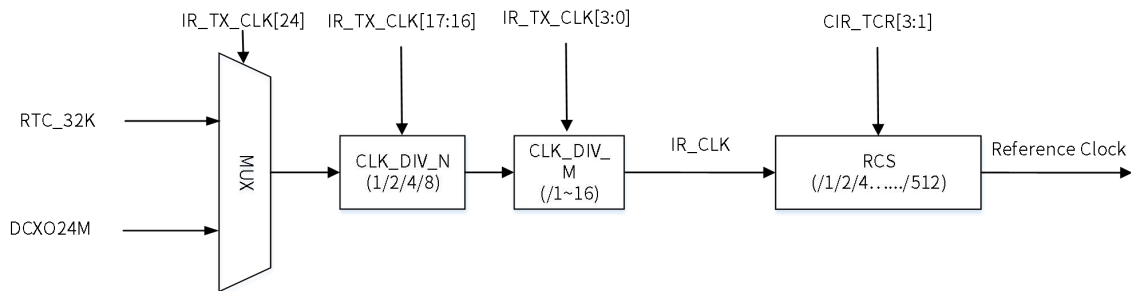 IR_TX_CLK[24]
IR_TX_CLK[17:16]
IR_TX_CLK[3:0]
CIR_TCR[3:1]
RTC_32K
MUX
CLK_DIV_N
(1/2/4/8)
CLK_DIV_
M
(/1~16)
IR_CLK
RCS
(/1/2/4....../512)
Reference Clock
DCXO24M